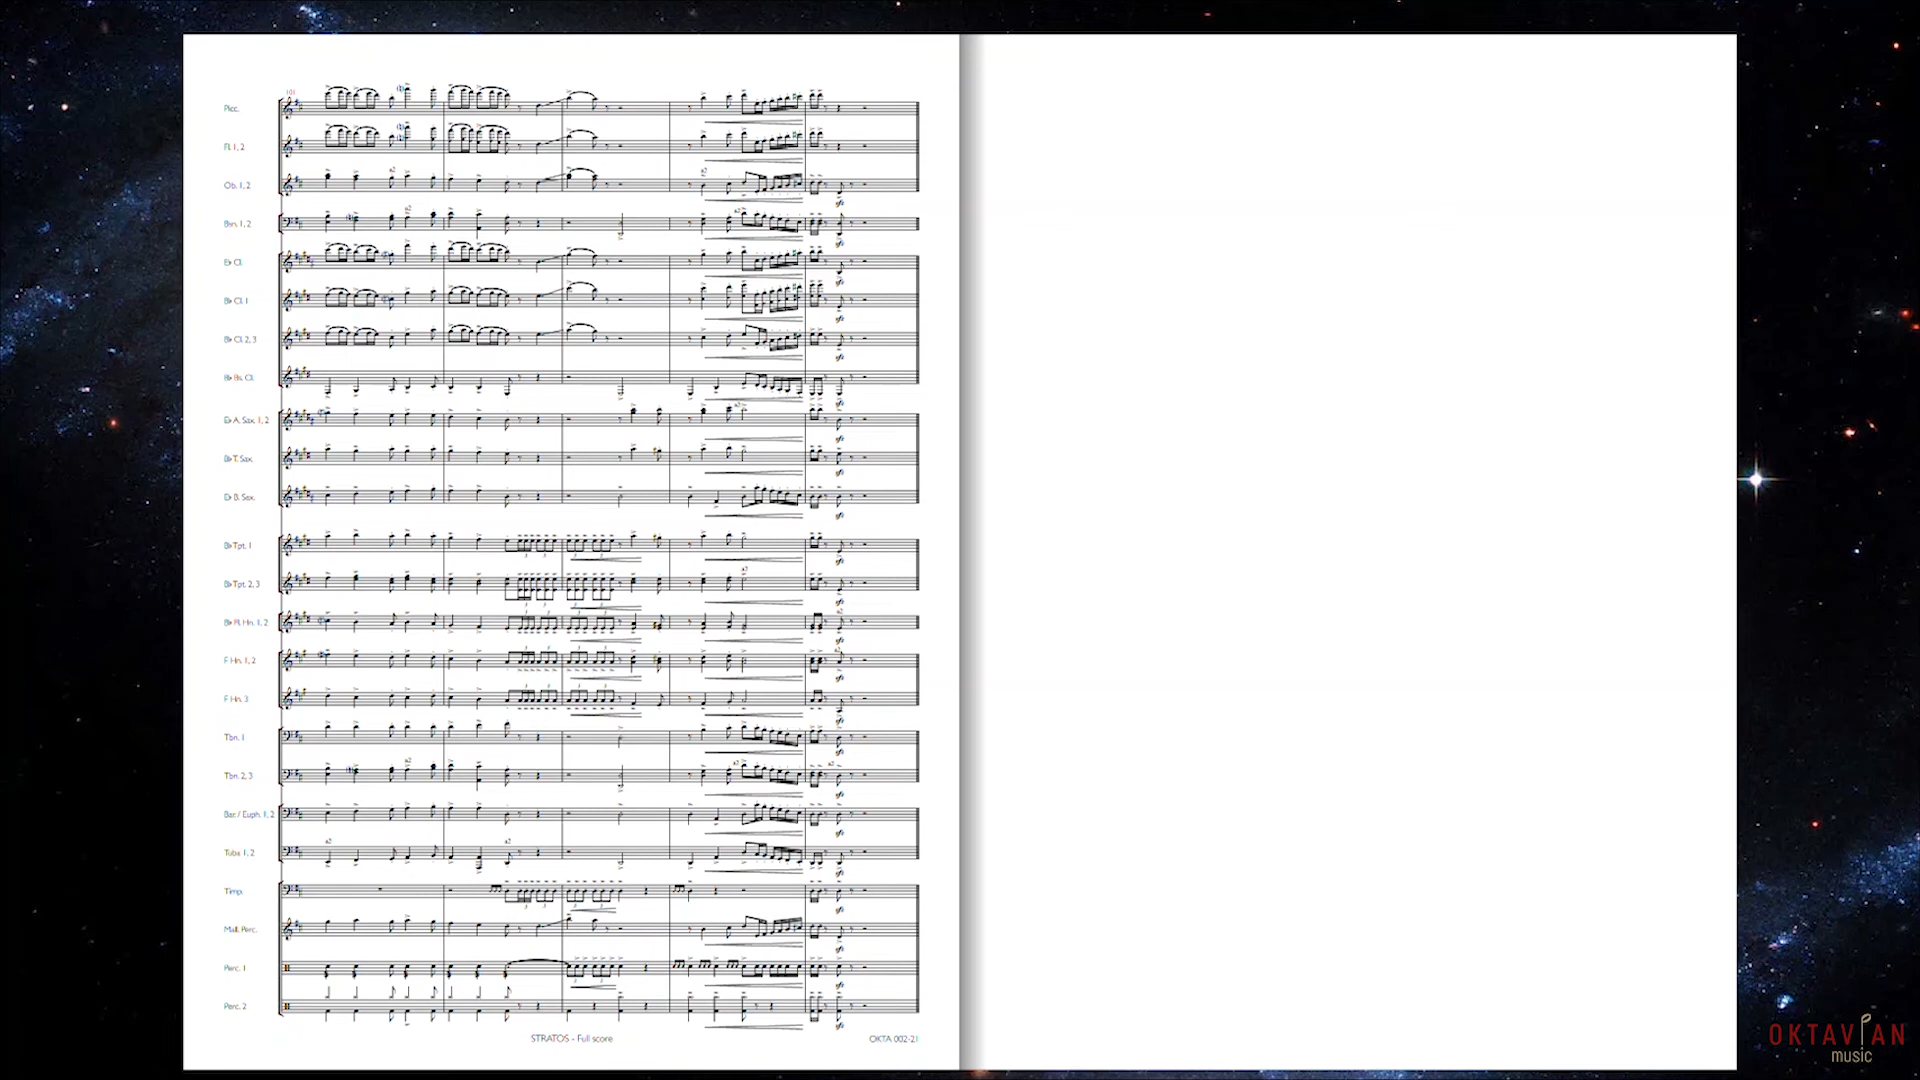 101
Picc.
Fl. 1, 2
Ob. 1, 2
Bsn. 1, 2
E♭ Cl.
B♭ Cl. 1
B♭ Cl. 2, 3
B♭ Bs. Cl.
E♭ A. Sax. 1, 2
B♭ T. Sax.
E♭ B. Sax.
B♭ Tpt. 1
B♭ Tpt. 2, 3
B♭ Fl. Hn. 1, 2
F Hn. 1, 2
F Hn. 3
Tbn. 1
Tbn. 2, 3
Bar./ Euph. 1, 2
Tuba 1, 2
Timp.
Mall. Perc.
Perc. 1
Perc. 2
STRATOS - Full score
OKTA 002-21
OKTAVIAN
music